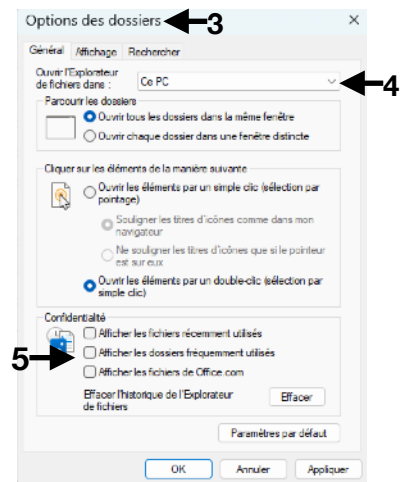 Options des dossiers 3
Général Affichage Rechercher
Ouvrir l'Explorateur
de fichiers dans : Ce PC 4
Parcourir les dossiers
Ouvrir tous les dossiers dans la même fenêtre
Ouvrir chaque dossier dans une fenêtre distincte
Cliquer sur les éléments de la manière suivante
Ouvrir les éléments par un simple clic (sélection par
pointage)
Souligner les titres d'icônes comme dans mon
navigateur
Ne souligner les titres d'icônes que si le pointeur
est sur eux
Ouvrir les éléments par un double-clic (sélection par
simple clic)
Confidentialité
Afficher les fichiers récemment utilisés
5 Afficher les dossiers fréquemment utilisés
Afficher les fichiers de Office.com
Effacer l'historique de l'Explorateur
de fichiers Effacer
Paramètres par défaut
OK Annuler Appliquer